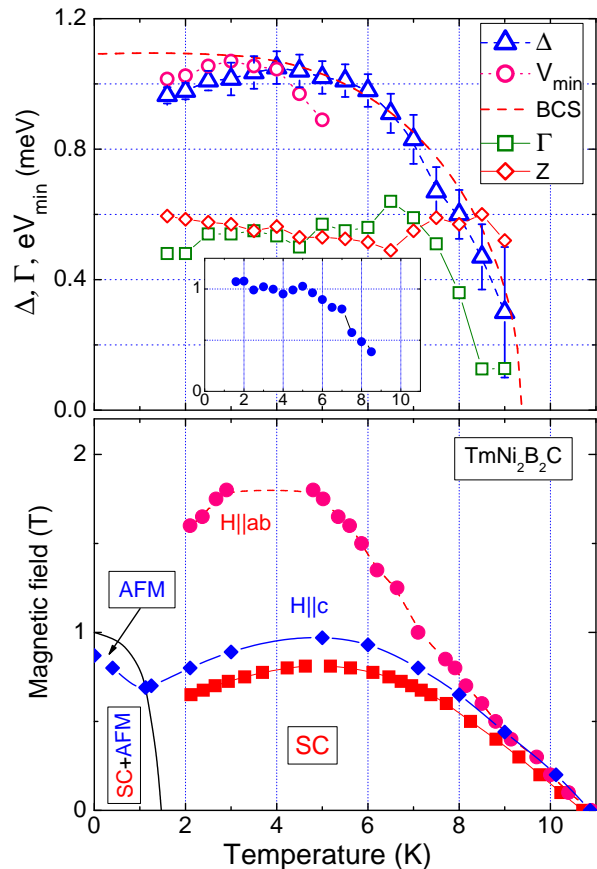 Δ, Γ, eV_min (meV)
1.2
0.8
0.4
0.0
Δ
V_min
BCS
Γ
Z
1
0
0 2 4 6 8 10
Magnetic field (T)
2
1
0
TmNi₂B₂C
H||ab
H||c
AFM
SC+AFM
SC
0 2 4 6 8 10
Temperature (K)